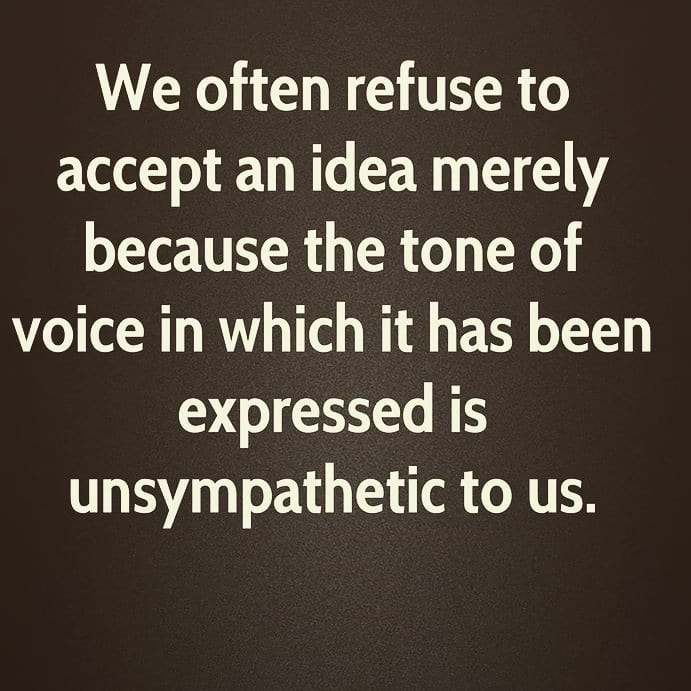 We often refuse to
accept an idea merely
because the tone of
voice in which it has been
expressed is
unsympathetic to us.